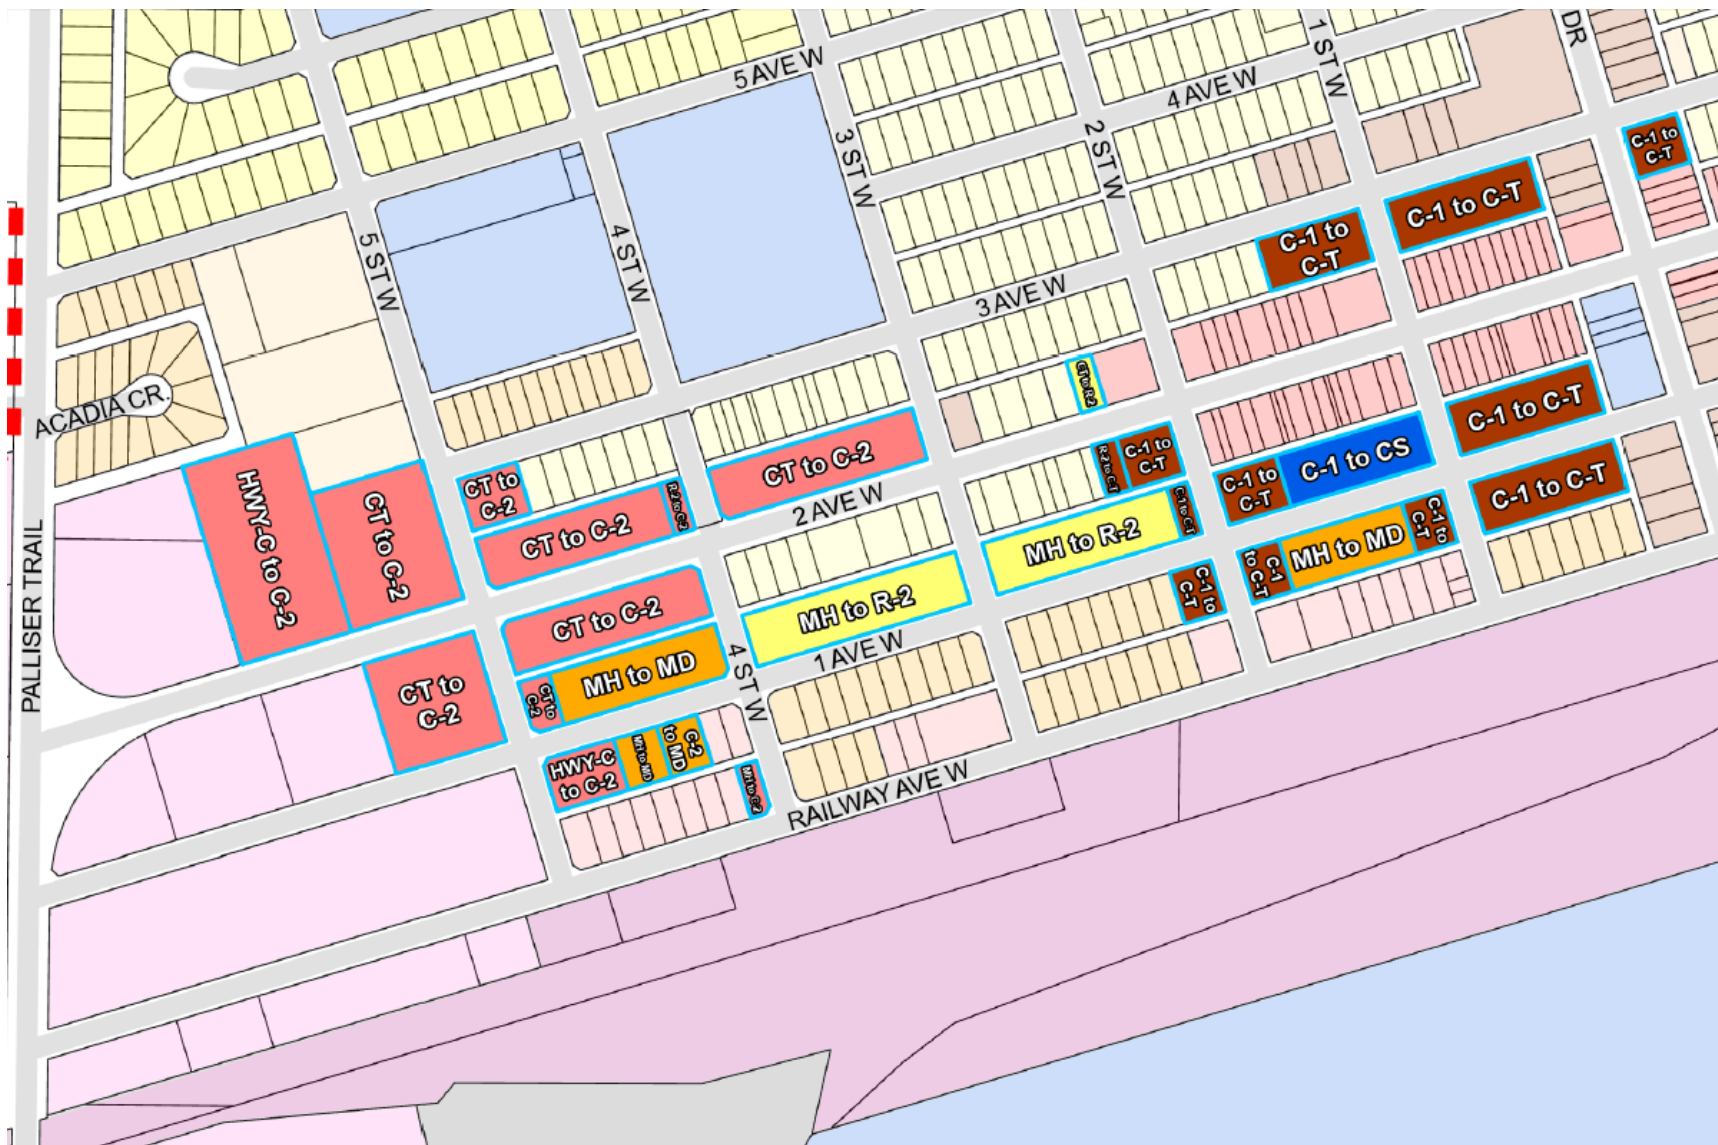 5 AVE W
4 AVE W
1 ST W
DR
3 ST W
2 ST W
C-1 to
C-T
C-1 to C-T
C-1 to
C-T
5 ST W
4 ST W
3 AVE W
CT to R-2
ACADIA CR.
C-1 to C-T
C-1 to CS
C-1 to
C-T
R-2 to C-T
C-1 to
C-T
C-1 to C-T
CT to C-2
2 AVE W
HWY-C to C-2
CT to C-2
CT to
C-2
CT to C-2
R-2 to C-2
MH to R-2
C-1 to C-T
MH to MD
C-1 to
C-T
C-1
to C-T
C-1 to
C-T
PALLISER TRAIL
CT to C-2
MH to R-2
1 AVE W
4 ST W
MH to MD
CT to
C-2
CT to
C-2
HWY-C
to C-2
MH to MD
C-2
to MD
MH to C-2
RAILWAY AVE W